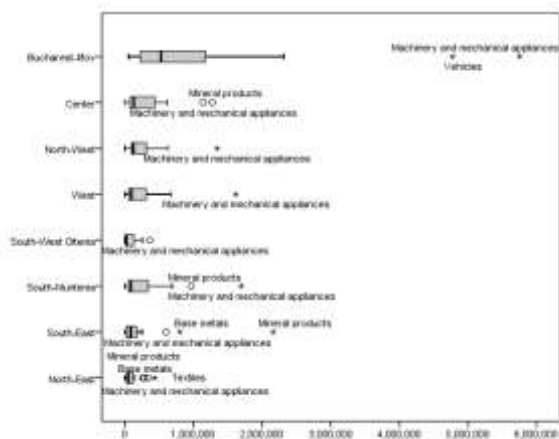 Machinery and mechanical appliances
Bucharest-Ilfov
Vehicles
Mineral products
Center
Machinery and mechanical appliances
North-West
Machinery and mechanical appliances
West
Machinery and mechanical appliances
South-West Oltenia
Machinery and mechanical appliances
Mineral products
South-Muntenia
Machinery and mechanical appliances
Base metals Mineral products
South-East
Machinery and mechanical appliances
Mineral products
Base metals
North-East Textiles
Machinery and mechanical appliances
0 1,000,000 2,000,000 3,000,000 4,000,000 5,000,000 6,000,000